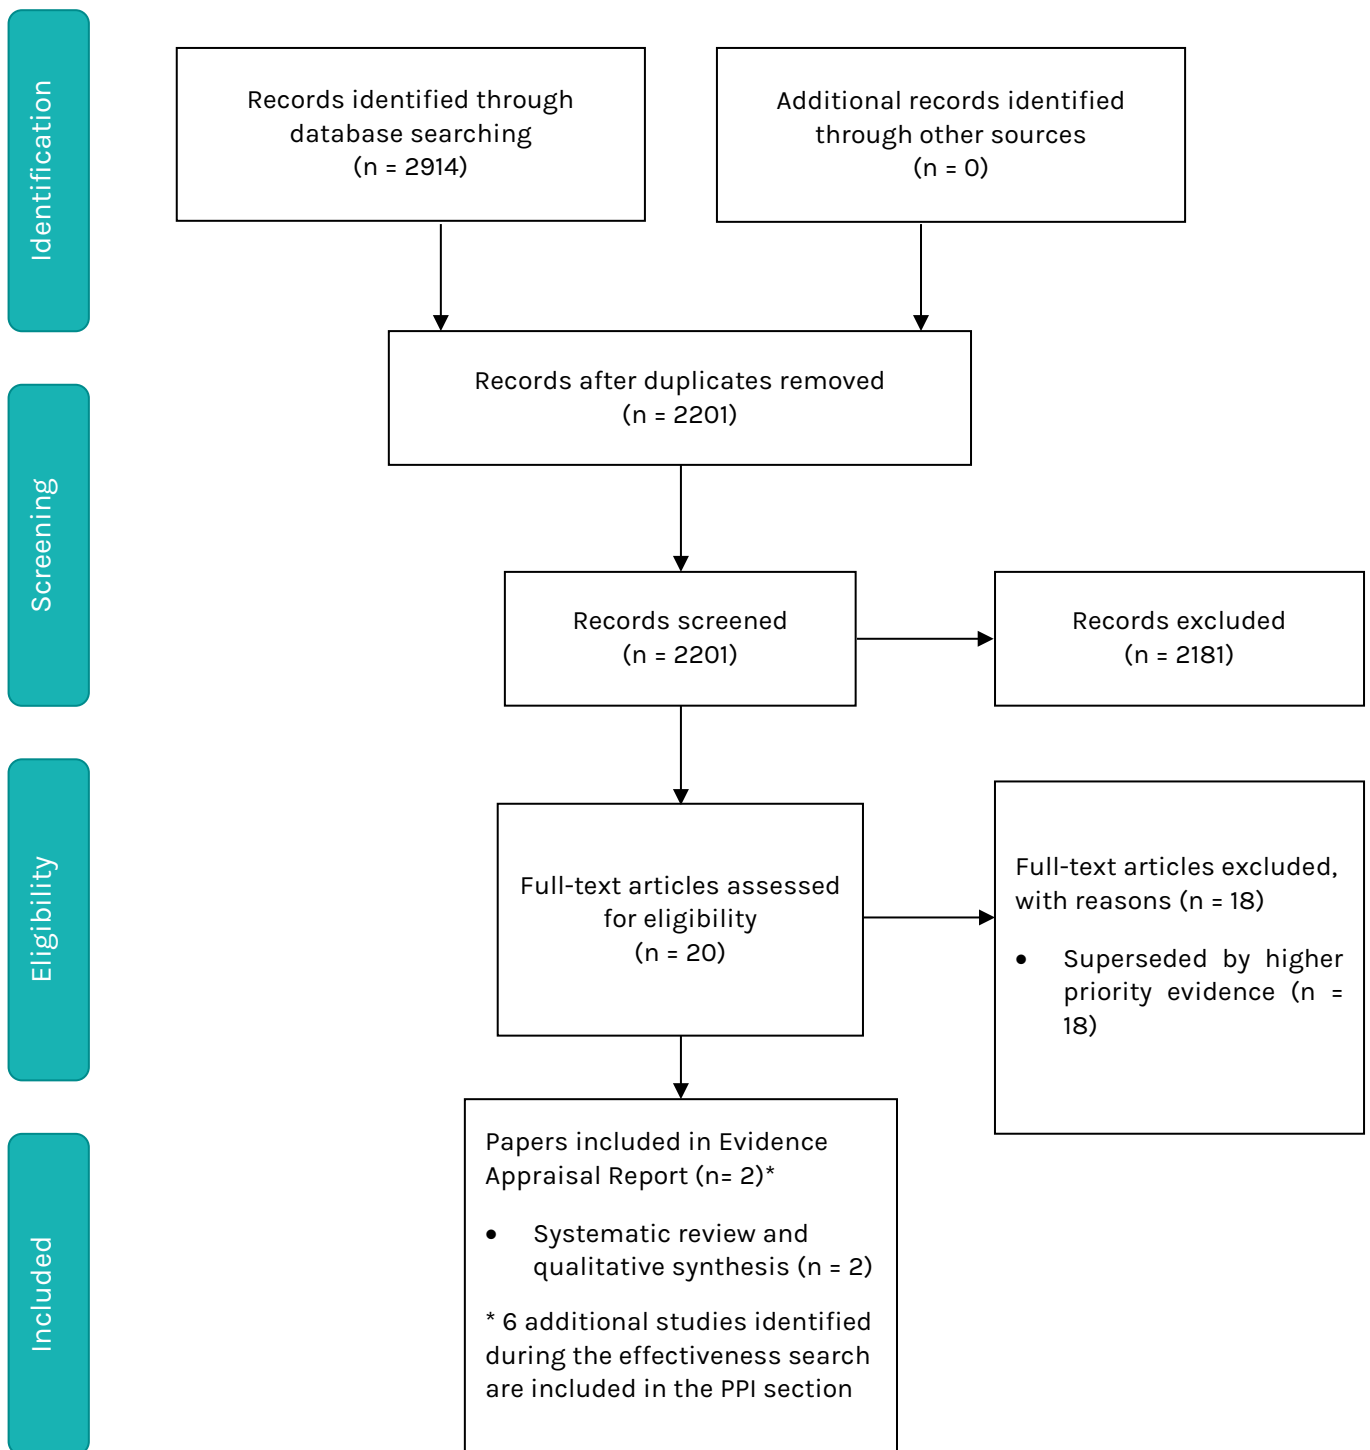 Identification
Records identified through
database searching
(n = 2914)
Additional records identified
through other sources
(n = 0)
Records after duplicates removed
(n = 2201)
Screening
Records screened
(n = 2201)
Records excluded
(n = 2181)
Eligibility
Full-text articles assessed
for eligibility
(n = 20)
Full-text articles excluded,
with reasons (n = 18)
• Superseded by higher
priority evidence (n =
18)
Included
Papers included in Evidence
Appraisal Report (n= 2)*
• Systematic review and
qualitative synthesis (n = 2)
* 6 additional studies identified
during the effectiveness search
are included in the PPI section